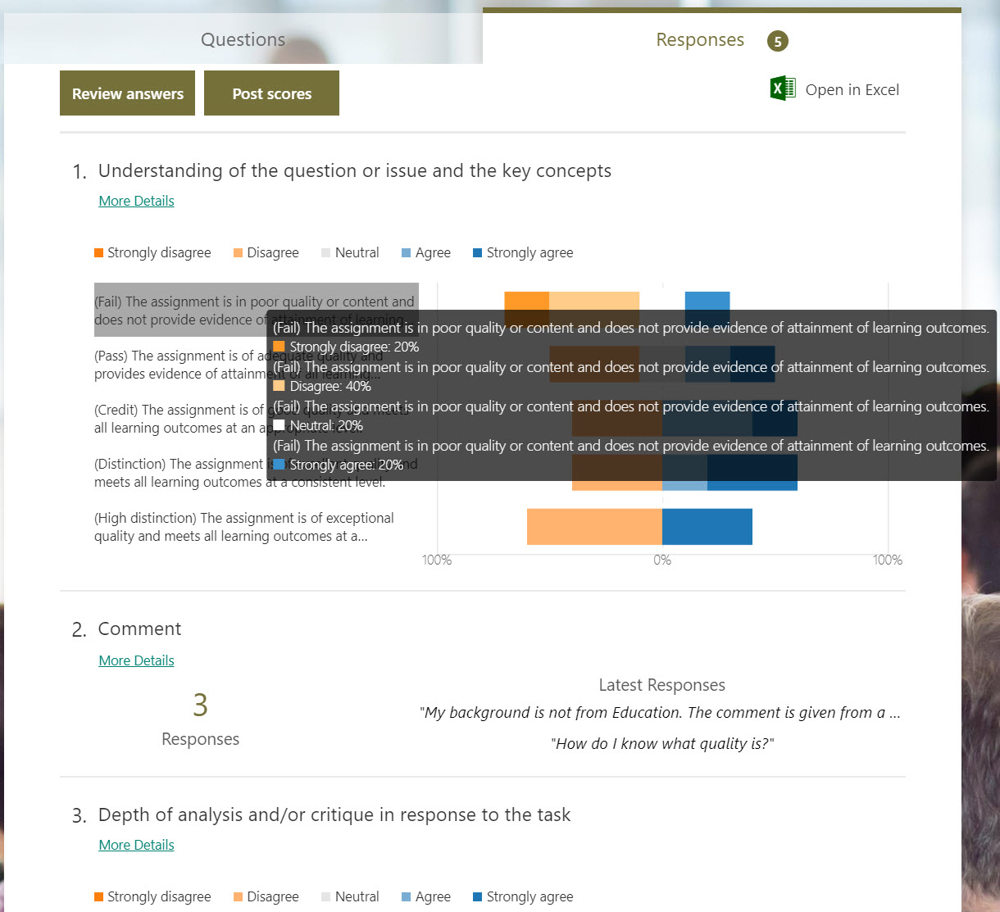 Questions
Responses 5
Review answers
Post scores
Open in Excel
1. Understanding of the question or issue and the key concepts
More Details
Strongly disagree Disagree Neutral Agree Strongly agree
(Fail) The assignment is in poor quality or content and
does not provide evidence of attainment of learning...
(Fail) The assignment is in poor quality or content and does not provide evidence of attainment of learning outcomes.
Strongly disagree: 20%
(Fail) The assignment is in poor quality or content and does not provide evidence of attainment of learning outcomes.
Disagree: 40%
(Fail) The assignment is in poor quality or content and does not provide evidence of attainment of learning outcomes.
Neutral: 20%
(Fail) The assignment is in poor quality or content and does not provide evidence of attainment of learning outcomes.
Strongly agree: 20%
(Pass) The assignment is of adequate quality and
provides evidence of attainment of all learning...
(Credit) The assignment is of good quality and meets
all learning outcomes at an appropriate level.
(Distinction) The assignment is of quality and
meets all learning outcomes at a consistent level.
(High distinction) The assignment is of exceptional
quality and meets all learning outcomes at a...
100% 0% 100%
2. Comment
More Details
3
Responses
Latest Responses
"My background is not from Education. The comment is given from a ...
"How do I know what quality is?"
3. Depth of analysis and/or critique in response to the task
More Details
Strongly disagree Disagree Neutral Agree Strongly agree